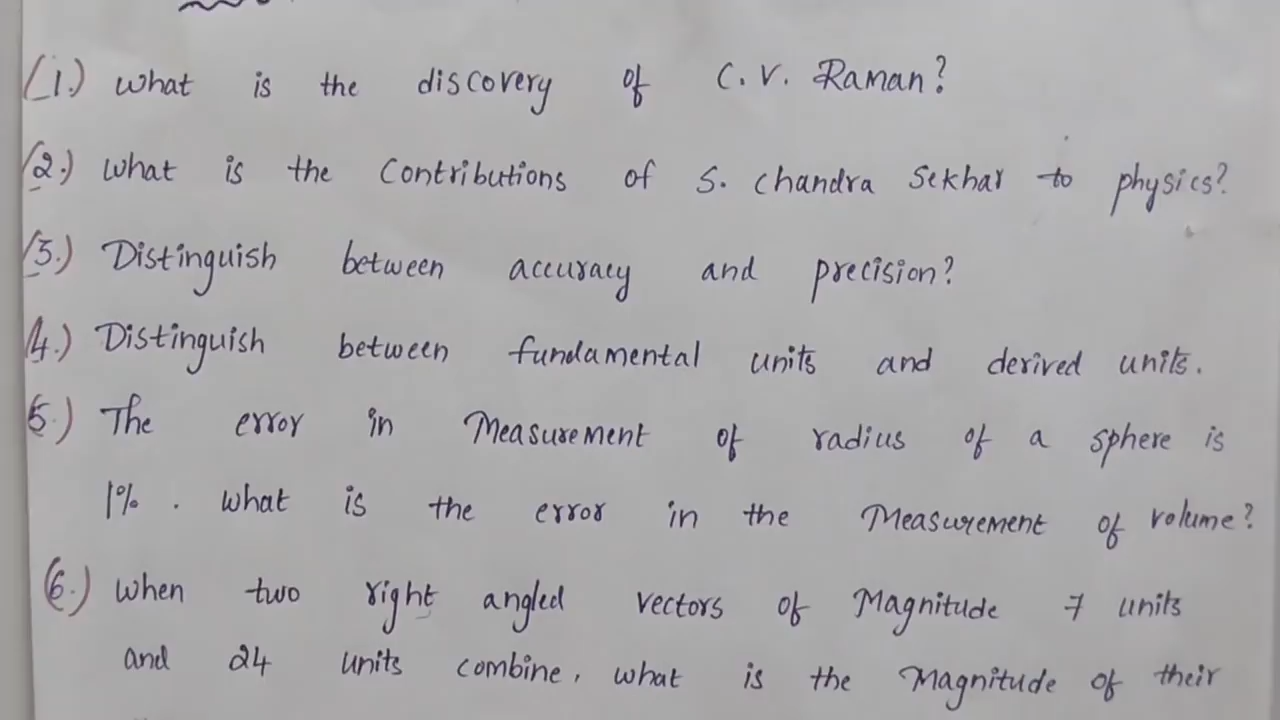 (1.) What is the discovery of C. V. Raman?
(2.) What is the Contributions of S. Chandra Sekhar to physics?
(3.) Distinguish between accuracy and precision?
4.) Distinguish between fundamental units and derived units.
5.) The error in Measurement of radius of a sphere is
1%. What is the error in the Measurement of volume?
(6.) When two right angled vectors of Magnitude 7 units
and 24 units combine, what is the Magnitude of their